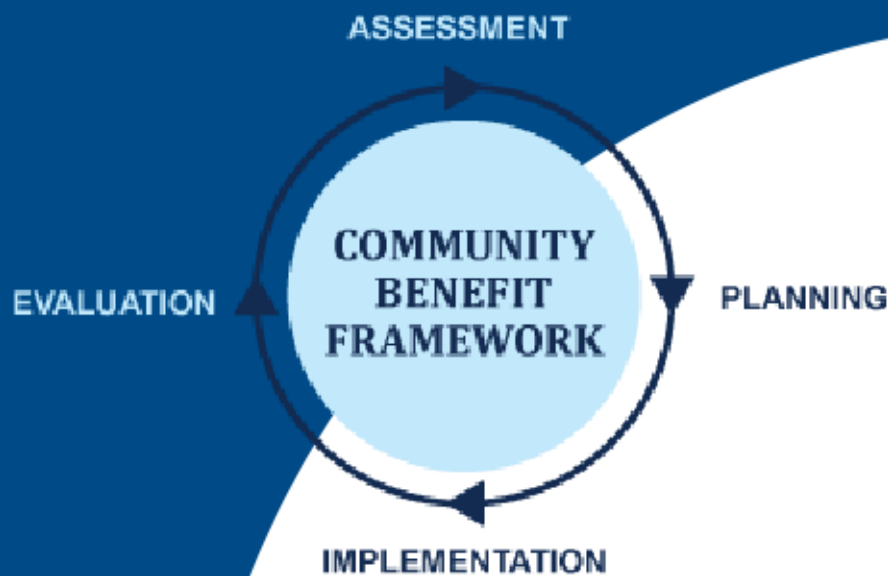 ASSESSMENT
COMMUNITY
BENEFIT
FRAMEWORK
EVALUATION
PLANNING
IMPLEMENTATION